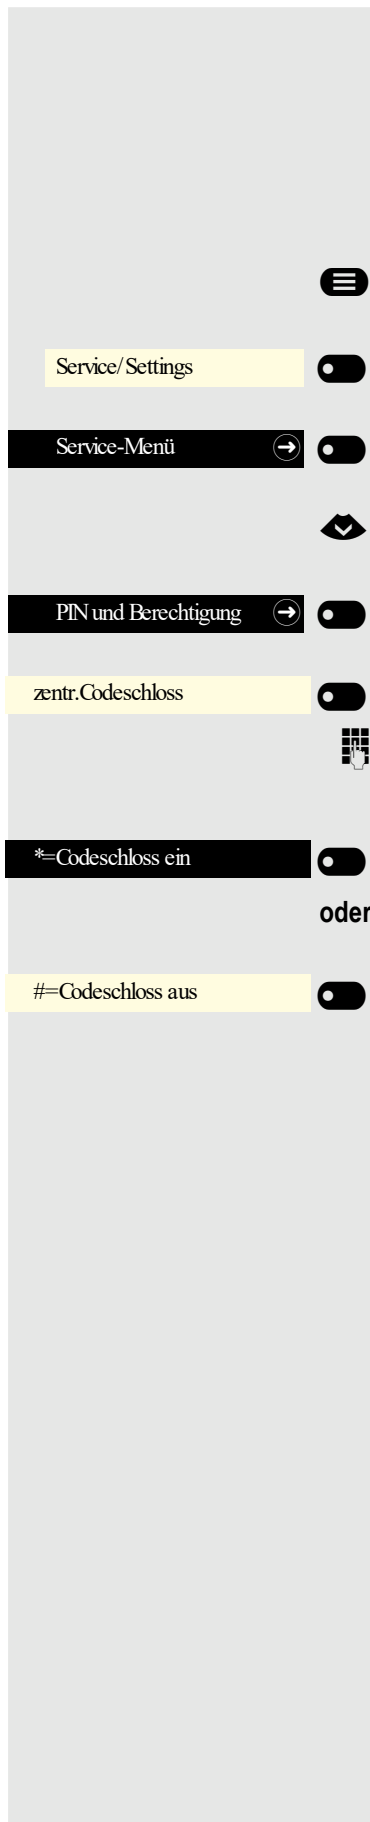 Service/Settings
Service-Menü
PIN und Berechtigung
zentr.Codeschloss
*=Codeschloss ein
oder
#=Codeschloss aus